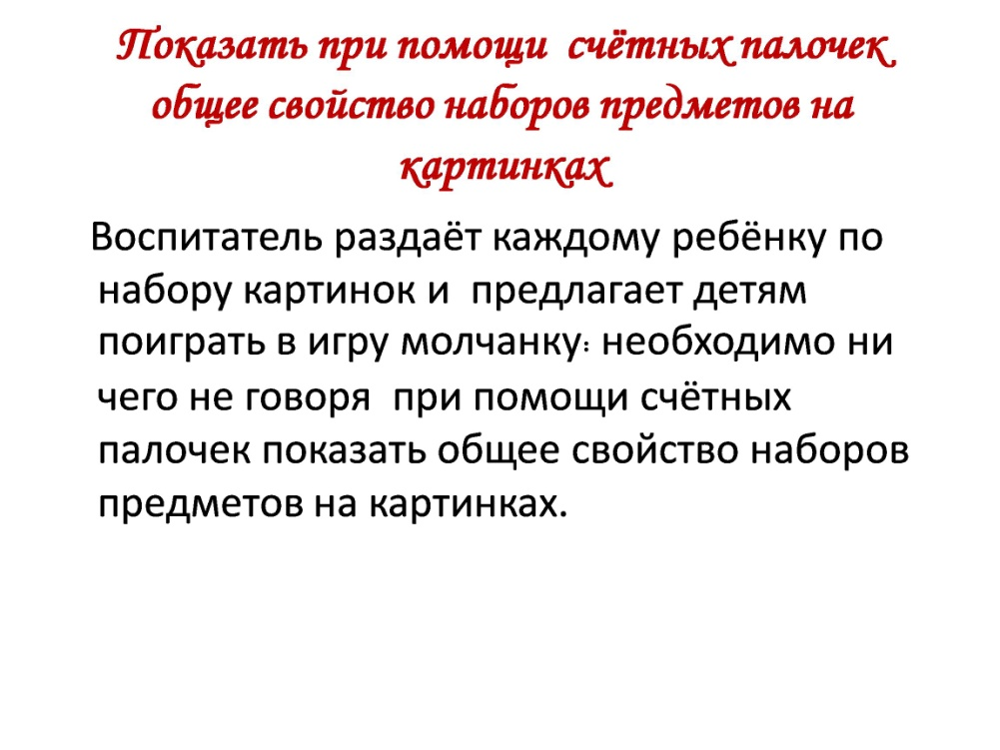 Показать при помощи счётных палочек
общее свойство наборов предметов на
картинках
Воспитатель раздаёт каждому ребёнку по
набору картинок и предлагает детям
поиграть в игру молчанку: необходимо ни
чего не говоря при помощи счётных
палочек показать общее свойство наборов
предметов на картинках.